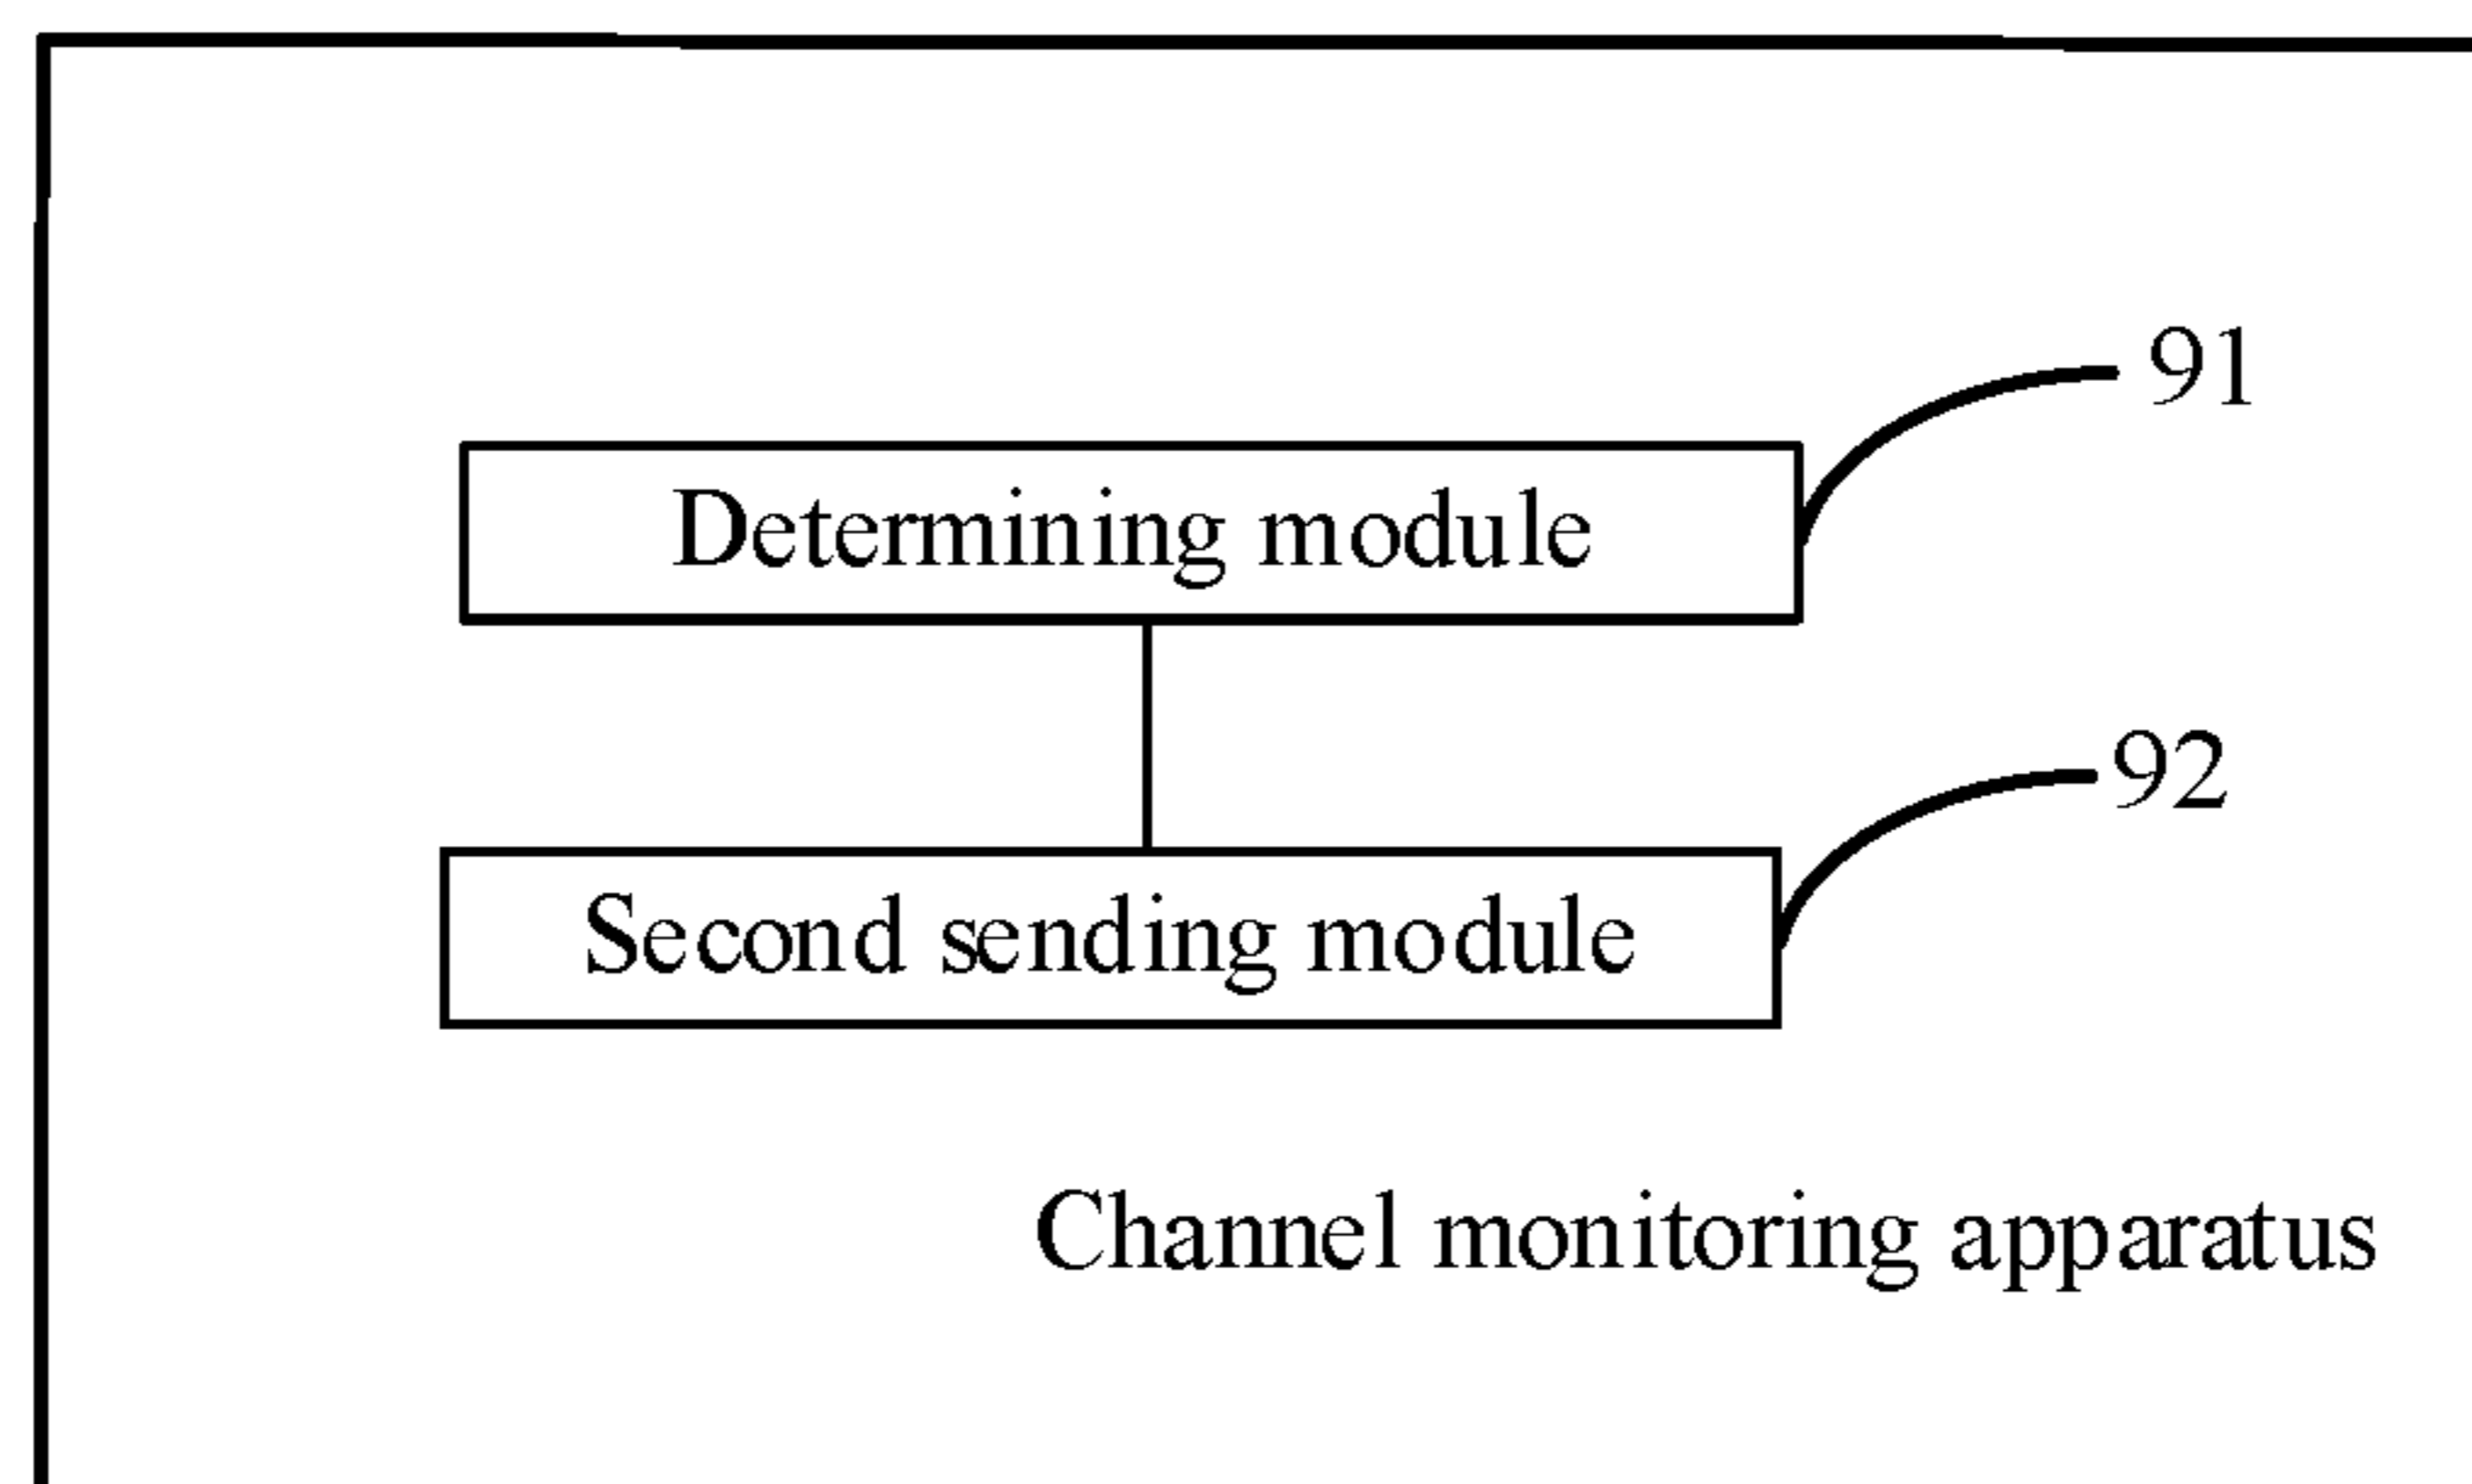 91
Determining module
92
Second sending module
Channel monitoring apparatus